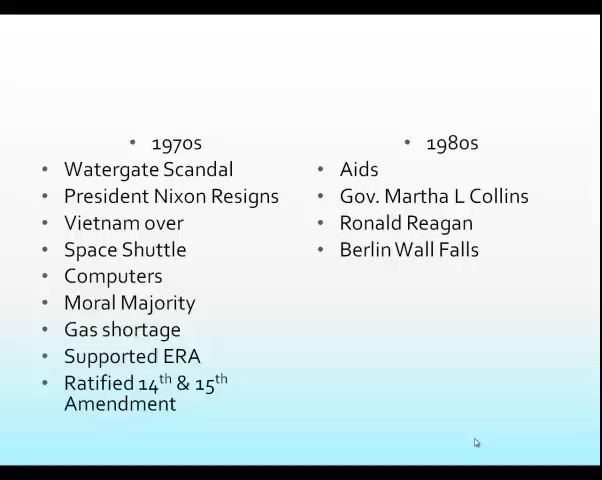 1970s
Watergate Scandal
President Nixon Resigns
Vietnam over
Space Shuttle
Computers
Moral Majority
Gas shortage
Supported ERA
Ratified 14th & 15th
Amendment
1980s
Aids
Gov. Martha L Collins
Ronald Reagan
Berlin Wall Falls